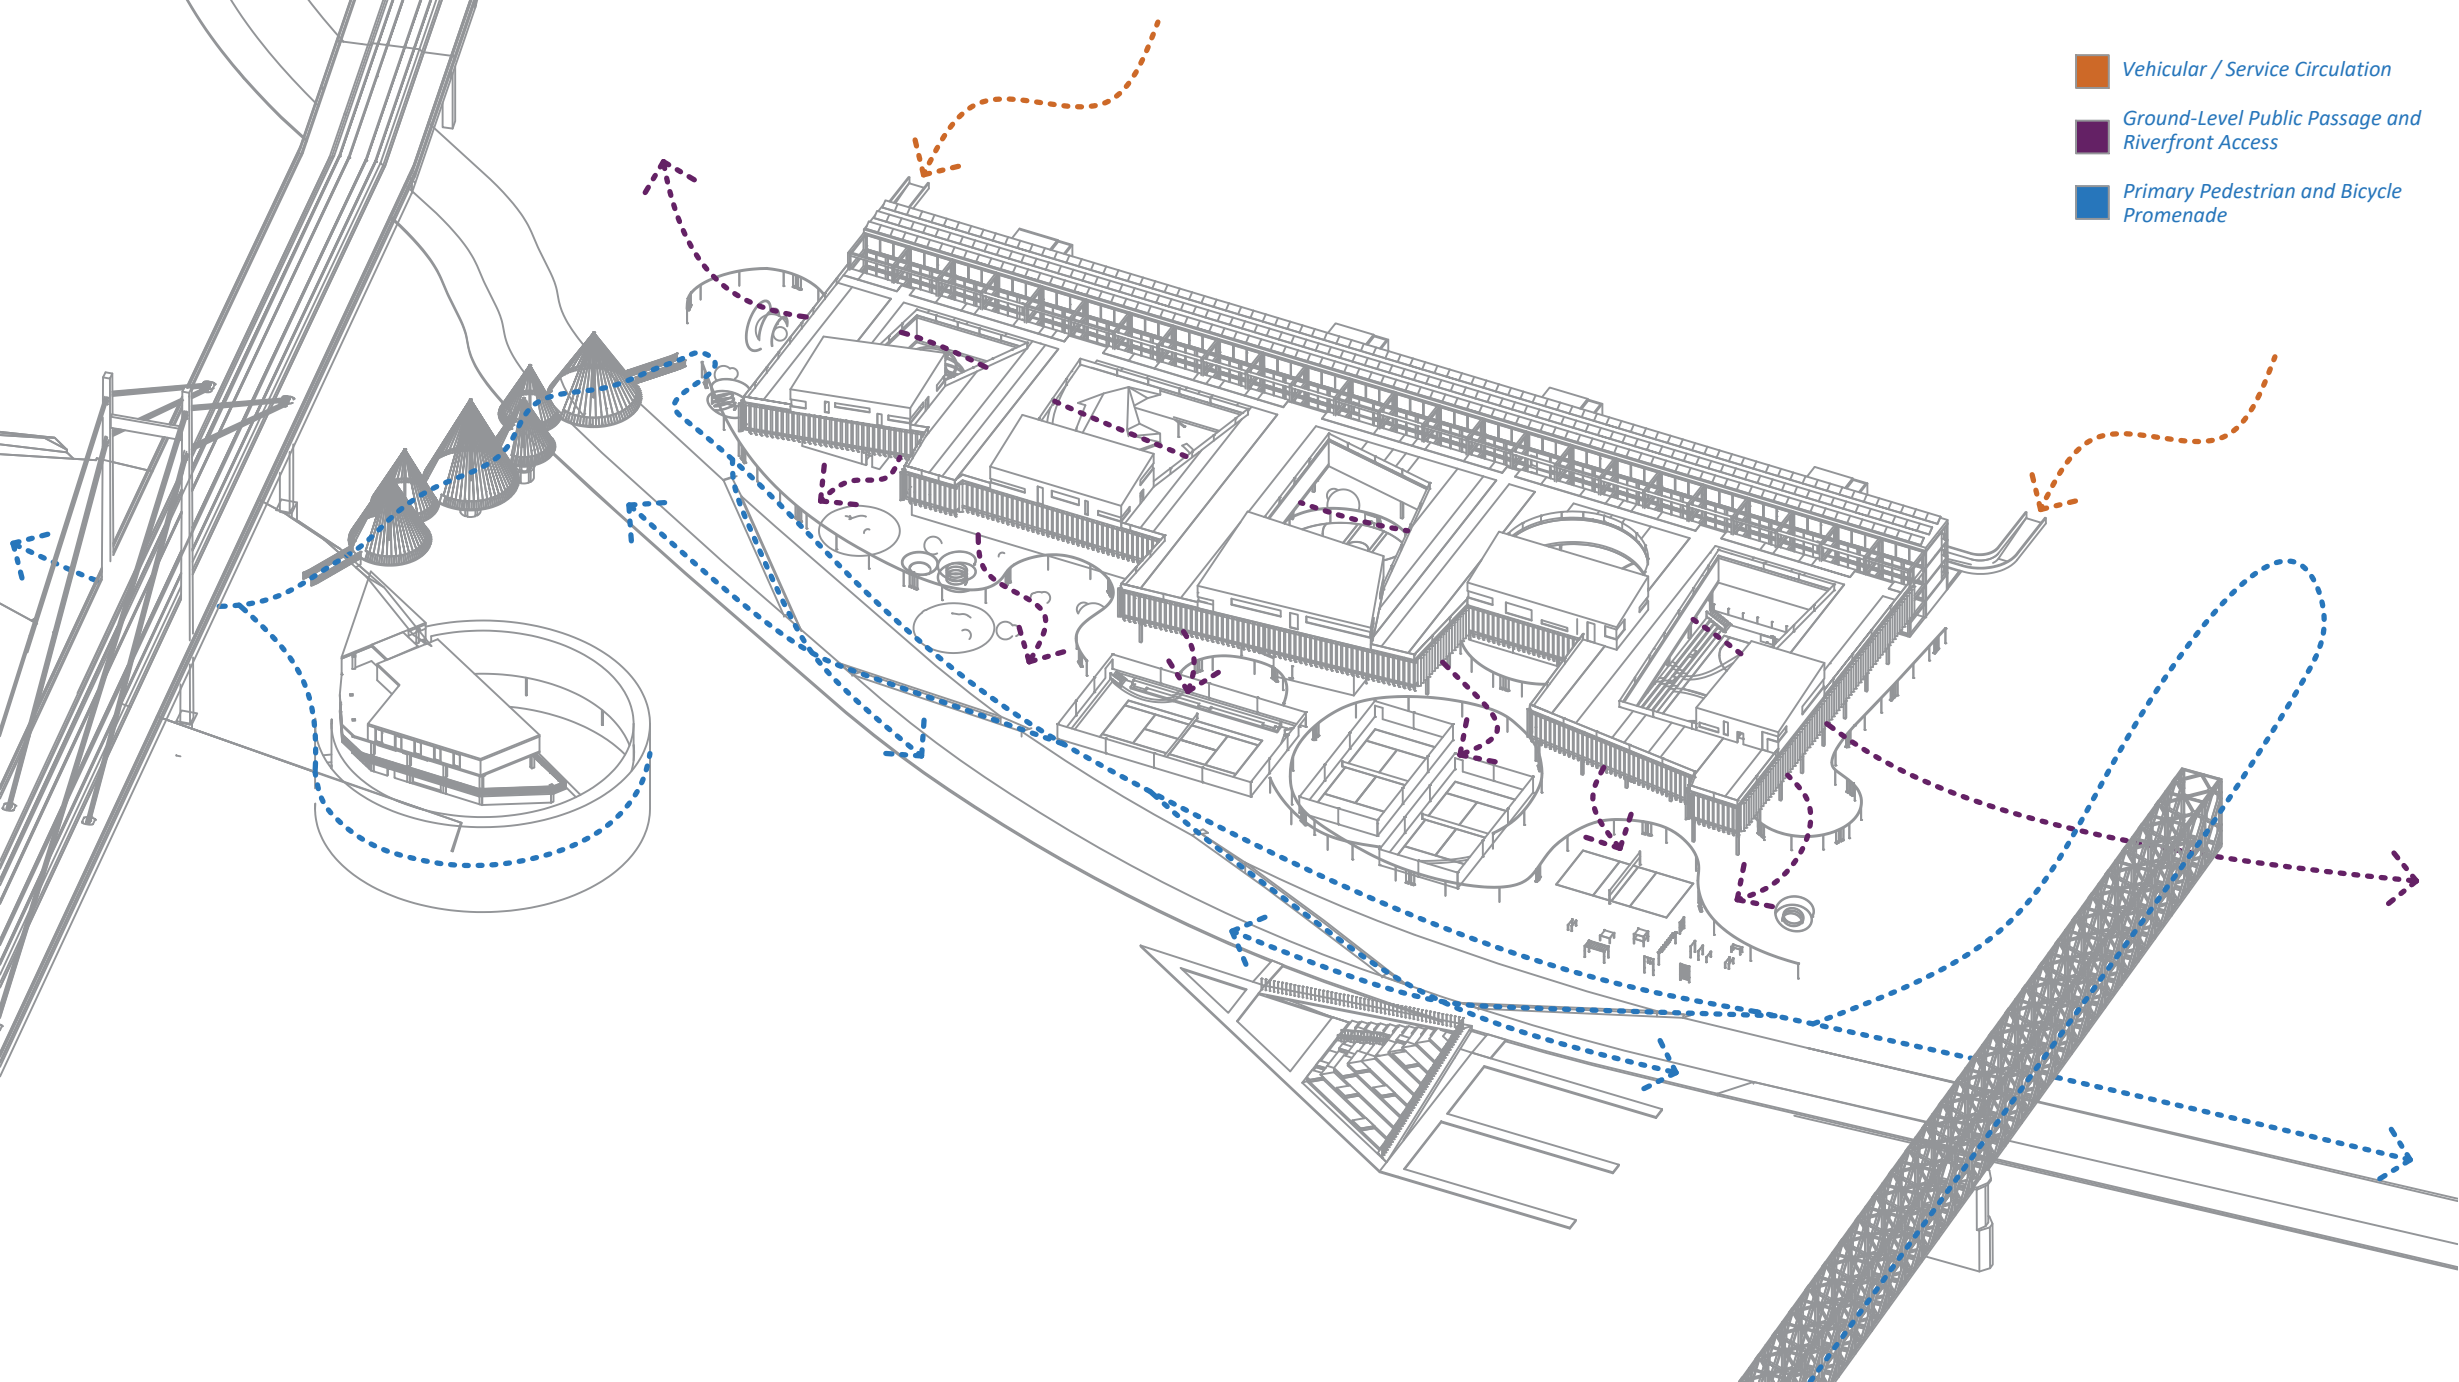 Vehicular / Service Circulation
Ground-Level Public Passage and
Riverfront Access
Primary Pedestrian and Bicycle
Promenade